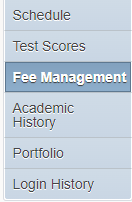 Schedule
Test Scores
Fee Management
Academic
History
Portfolio
Login History